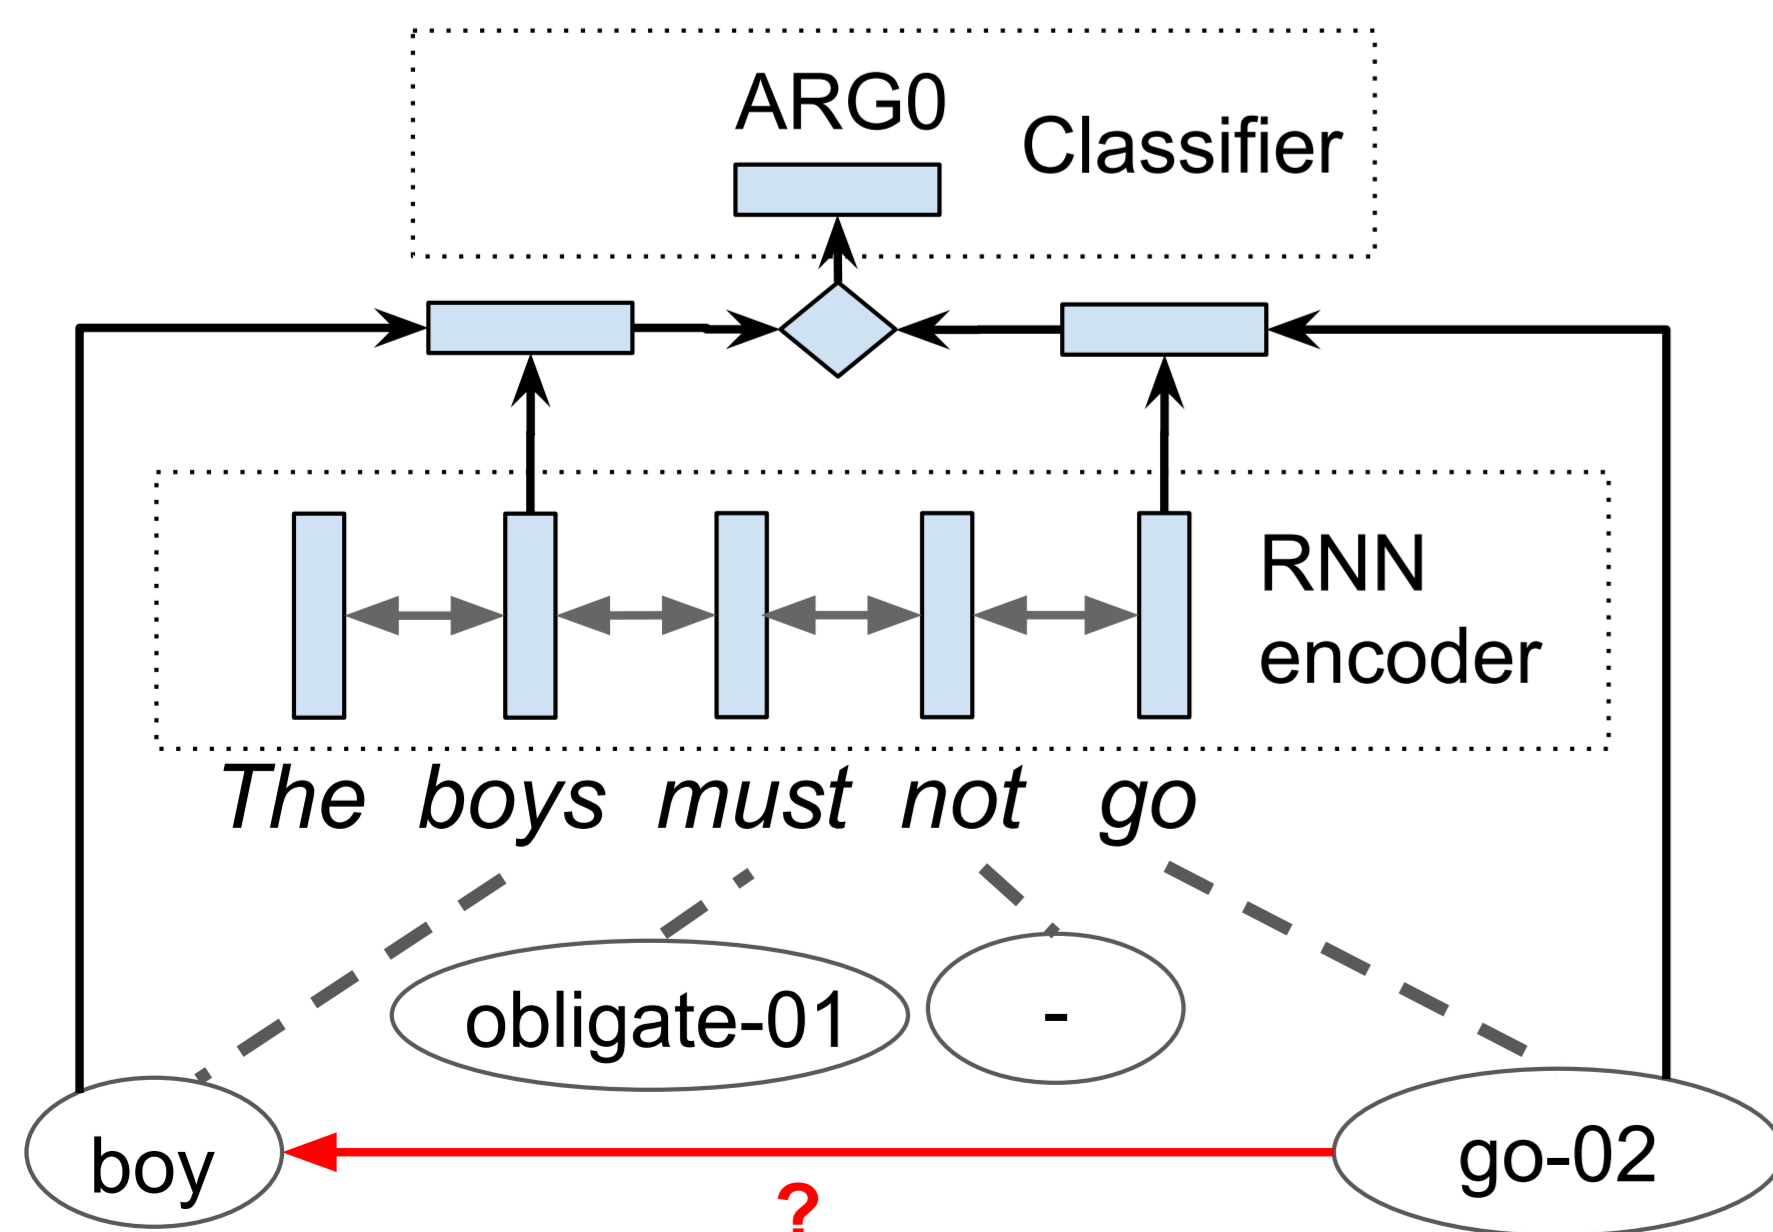 ARG0
Classifier
RNN
encoder
The boys must not go
obligate-01
-
boy
go-02
?